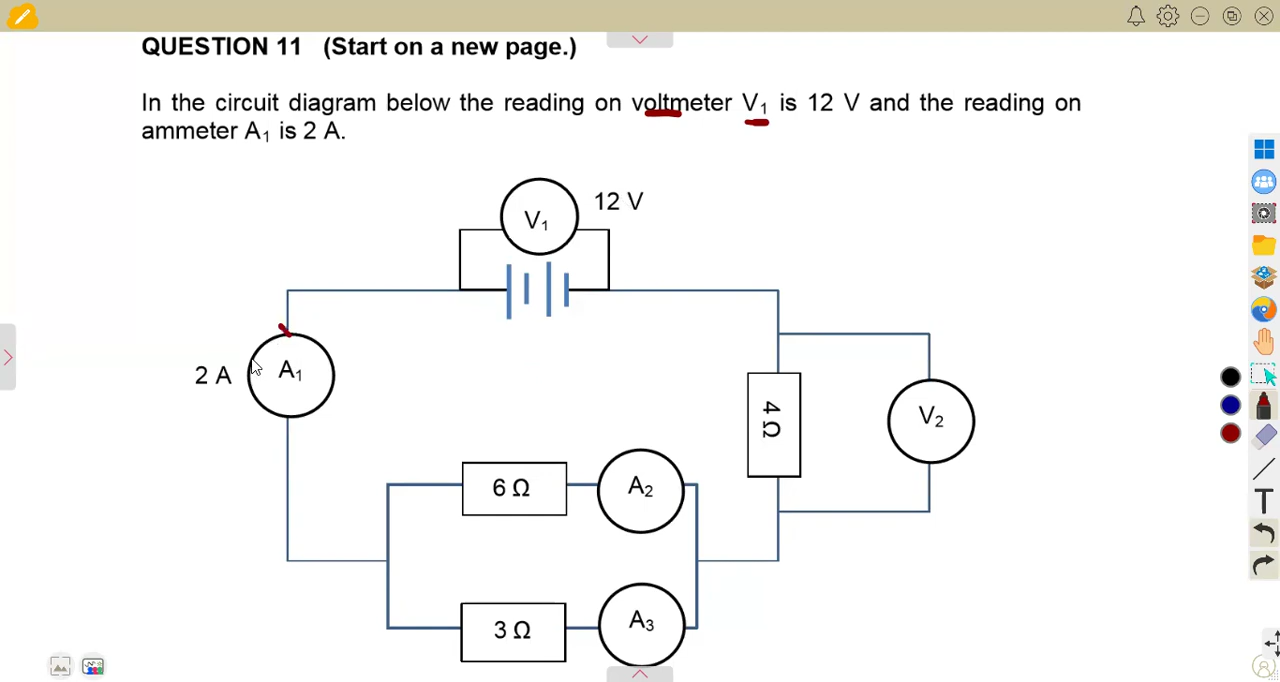 QUESTION 11 (Start on a new page.)
In the circuit diagram below the reading on voltmeter V₁ is 12 V and the reading on
ammeter A₁ is 2 A.
V₁
12 V
2 A
A₁
4 Ω
V₂
6 Ω
A₂
3 Ω
A₃
T